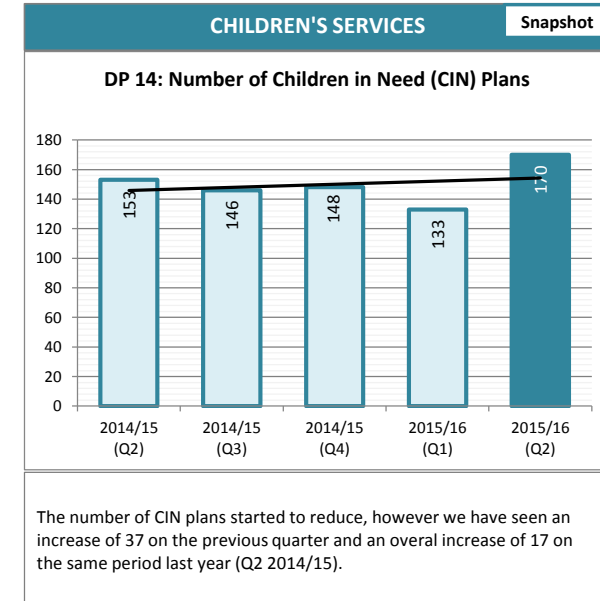 CHILDREN'S SERVICES
Snapshot
DP 14: Number of Children in Need (CIN) Plans
180
160
140
120
100
80
60
40
20
0
153
146
148
133
170
2014/15 2014/15 2014/15 2015/16 2015/16
(Q2) (Q3) (Q4) (Q1) (Q2)
The number of CIN plans started to reduce, however we have seen an
increase of 37 on the previous quarter and an overal increase of 17 on
the same period last year (Q2 2014/15).